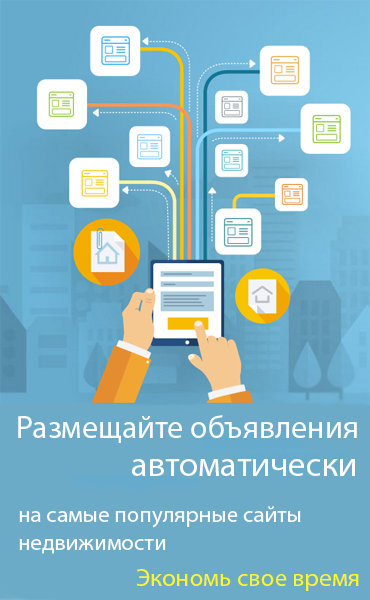 Размещайте объявления
автоматически
на самые популярные сайты
недвижимости
Экономь свое время